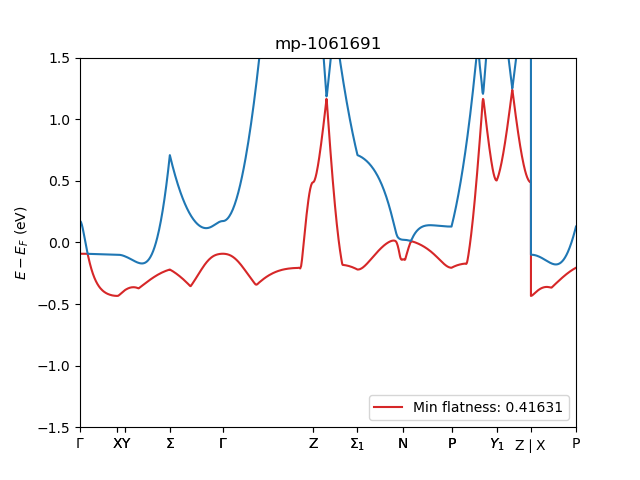 mp-1061691
E − E_F (eV)
1.5
1.0
0.5
0.0
−0.5
−1.0
−1.5
Min flatness: 0.41631
Γ X Y Σ Γ Z Σ₁ N P Y₁ Z | X P